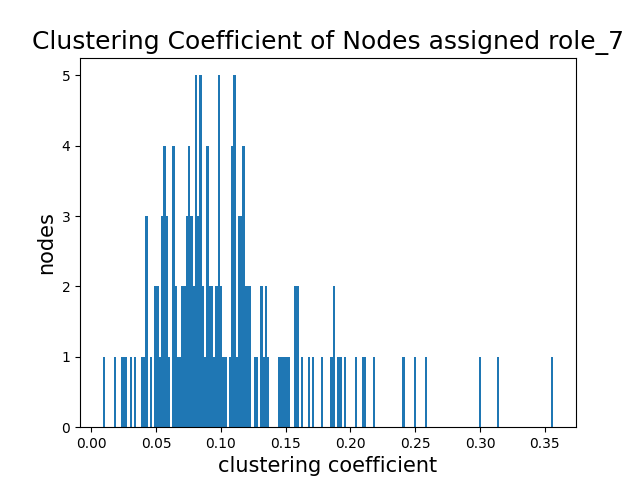 Clustering Coefficient of Nodes assigned role_7
5
4
3
2
1
0
nodes
0.00 0.05 0.10 0.15 0.20 0.25 0.30 0.35
clustering coefficient